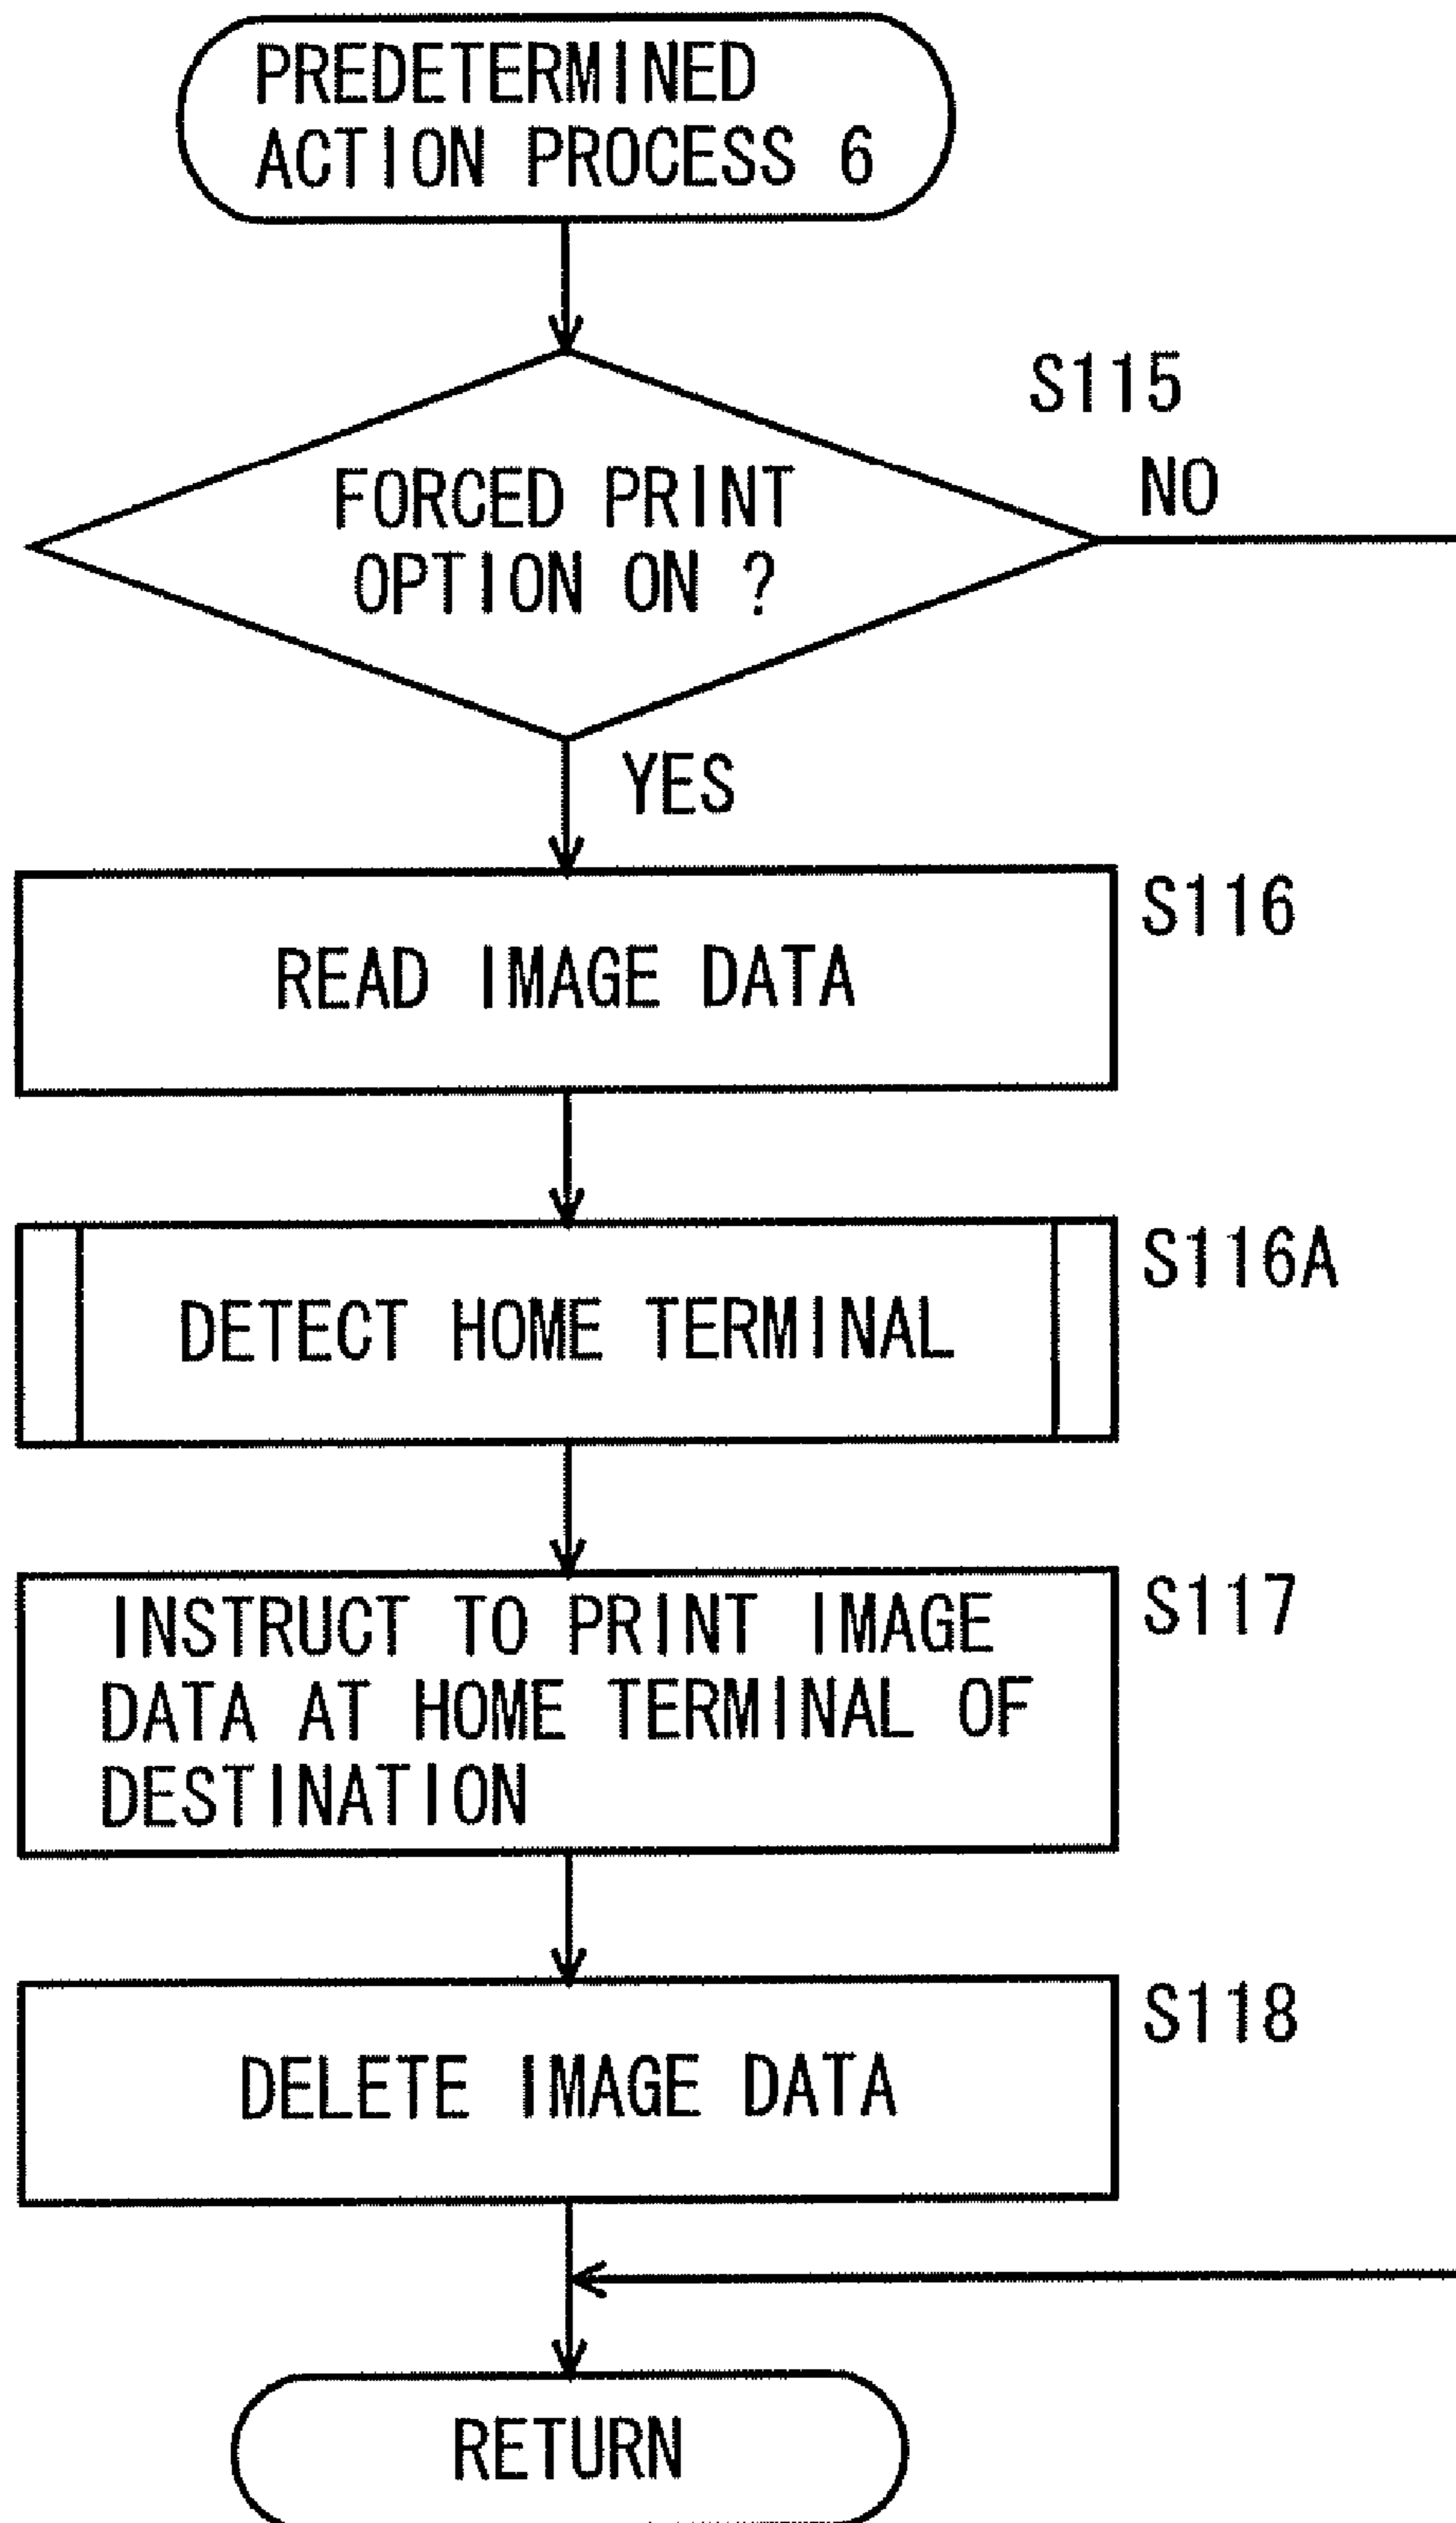 PREDETERMINED
ACTION PROCESS 6
S115
NO
FORCED PRINT
OPTION ON ?
YES
S116
READ IMAGE DATA
S116A
DETECT HOME TERMINAL
S117
INSTRUCT TO PRINT IMAGE
DATA AT HOME TERMINAL OF
DESTINATION
S118
DELETE IMAGE DATA
RETURN